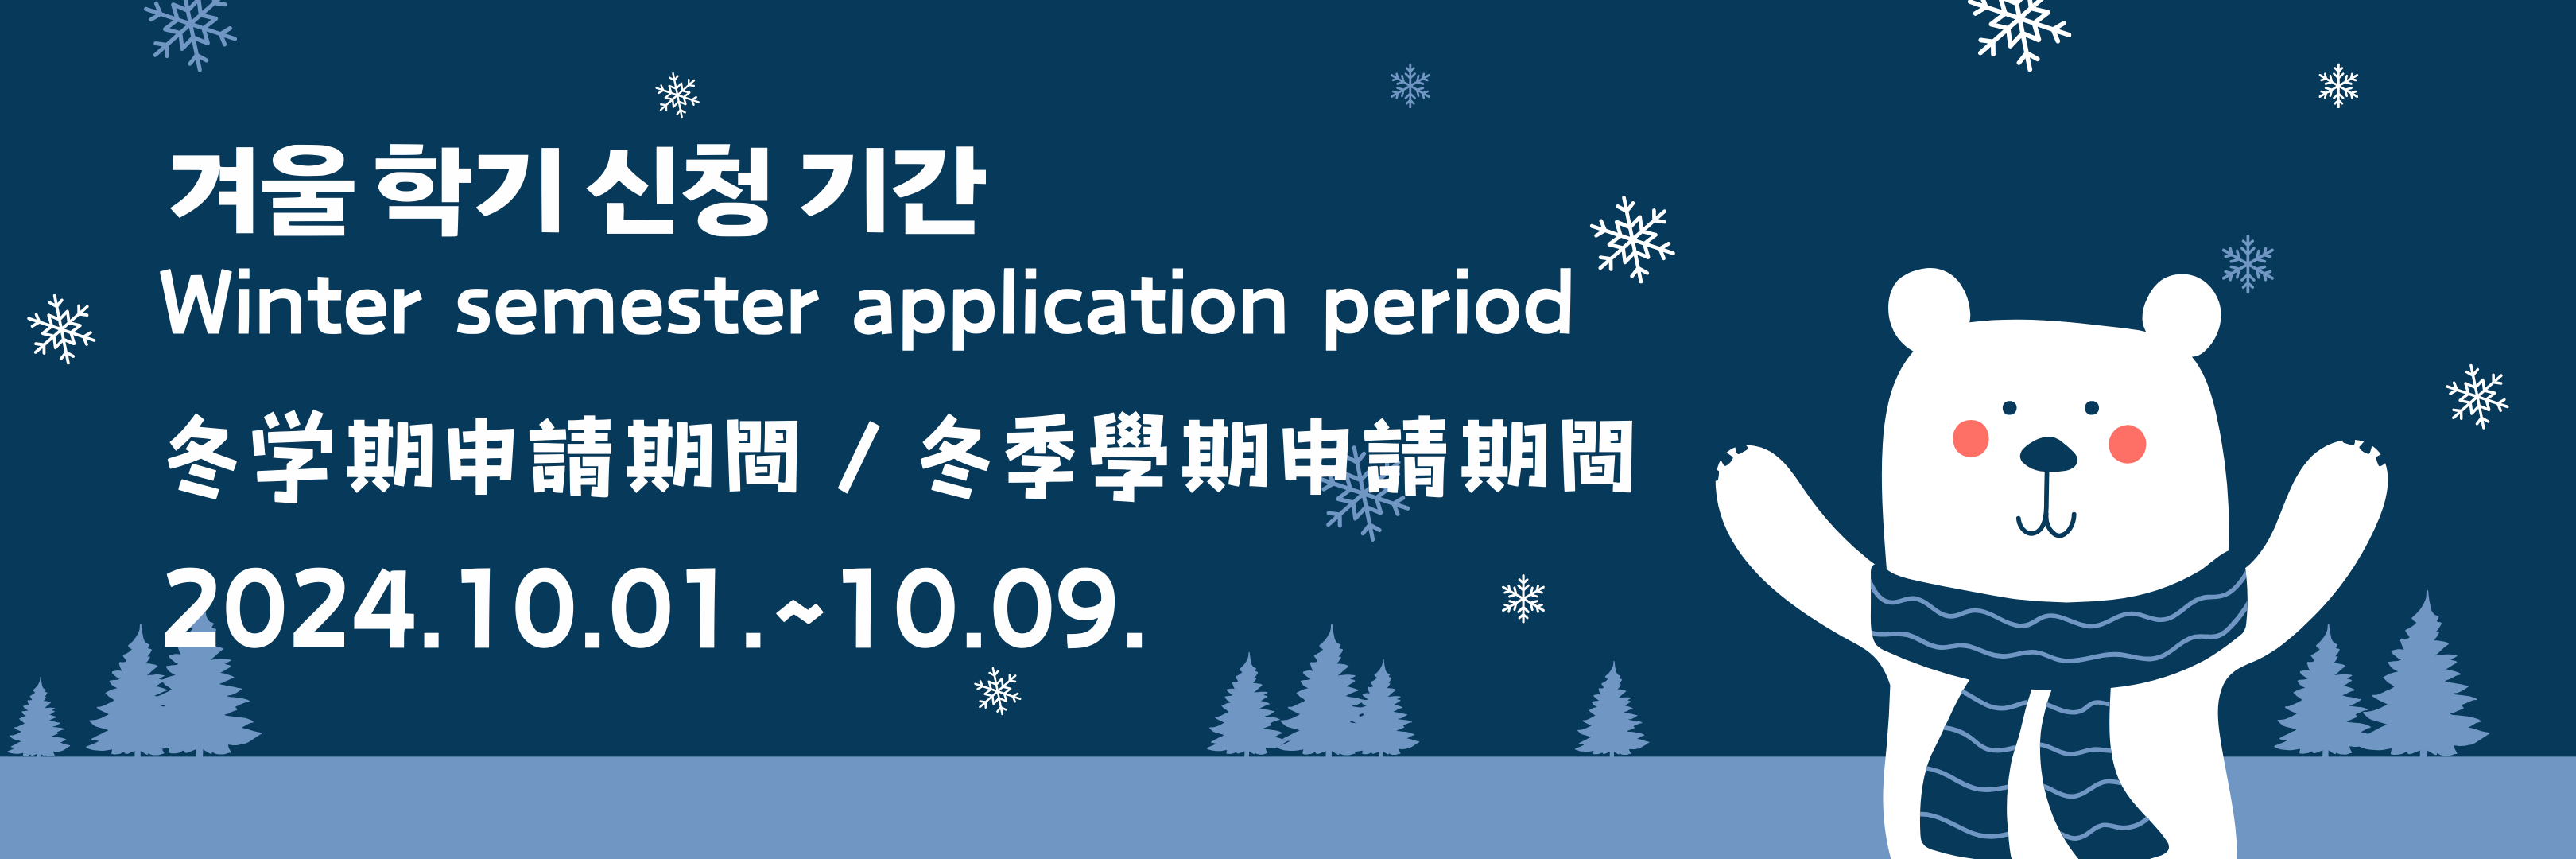 겨울 학기 신청 기간
Winter semester application period
冬学期申請期間 / 冬季學期申請期間
2024.10.01.~10.09.